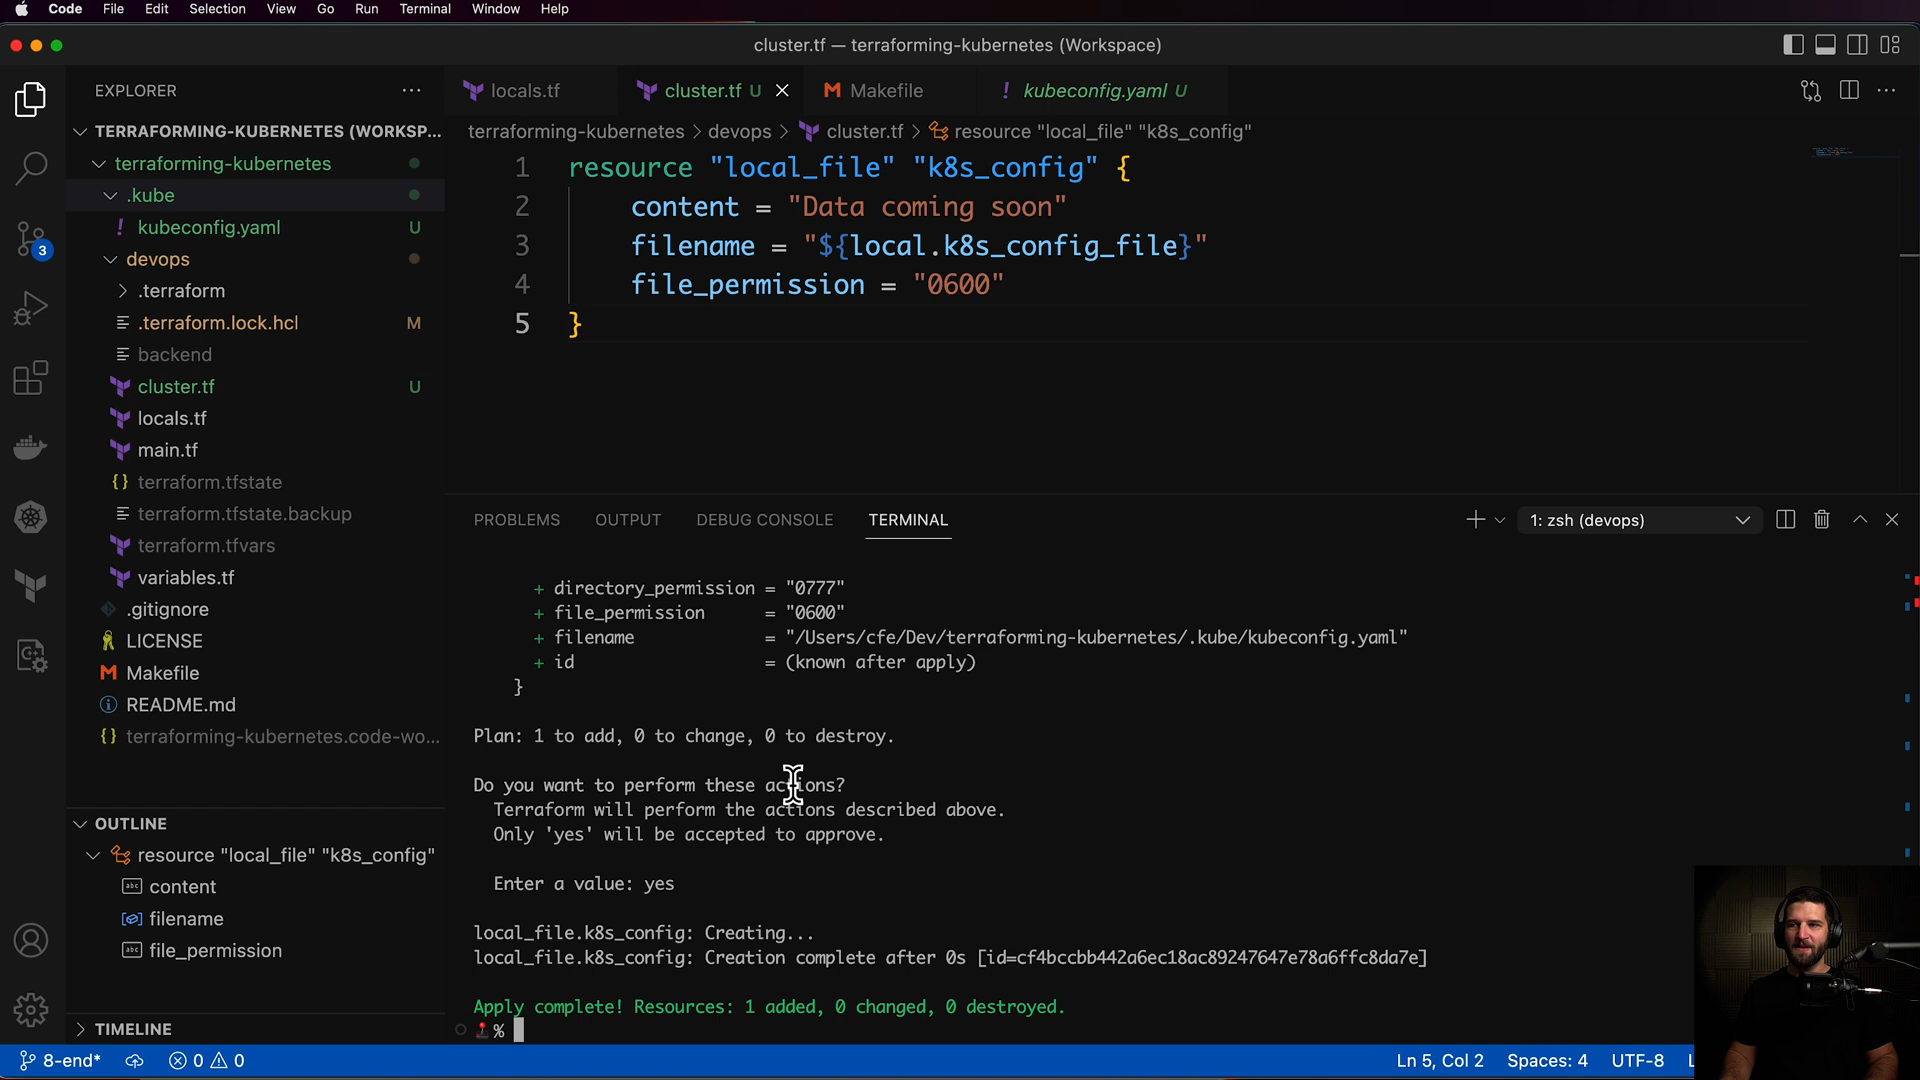 Code File Edit Selection View Go Run Terminal Window Help
cluster.tf — terraforming-kubernetes (Workspace)
EXPLORER
TERRAFORMING-KUBERNETES (WORKSP...
terraforming-kubernetes
.kube
kubeconfig.yaml U
devops
.terraform
.terraform.lock.hcl M
backend
cluster.tf U
locals.tf
main.tf
terraform.tfstate
terraform.tfstate.backup
terraform.tfvars
variables.tf
.gitignore
LICENSE
Makefile
README.md
terraforming-kubernetes.code-wo...
3
OUTLINE
resource "local_file" "k8s_config"
content
filename
file_permission
TIMELINE
locals.tf cluster.tf U Makefile kubeconfig.yaml U
terraforming-kubernetes > devops > cluster.tf > resource "local_file" "k8s_config"
1 resource "local_file" "k8s_config" {
2 content = "Data coming soon"
3 filename = "${local.k8s_config_file}"
4 file_permission = "0600"
5 }
PROBLEMS OUTPUT DEBUG CONSOLE TERMINAL 1: zsh (devops)
+ directory_permission = "0777"
+ file_permission = "0600"
+ filename = "/Users/cfe/Dev/terraforming-kubernetes/.kube/kubeconfig.yaml"
+ id = (known after apply)
}
Plan: 1 to add, 0 to change, 0 to destroy.
Do you want to perform these actions?
Terraform will perform the actions described above.
Only 'yes' will be accepted to approve.
Enter a value: yes
local_file.k8s_config: Creating...
local_file.k8s_config: Creation complete after 0s [id=cf4bccbb442a6ec18ac89247647e78a6ffc8da7e]
Apply complete! Resources: 1 added, 0 changed, 0 destroyed.
%
8-end* 0 0 Ln 5, Col 2 Spaces: 4 UTF-8 L